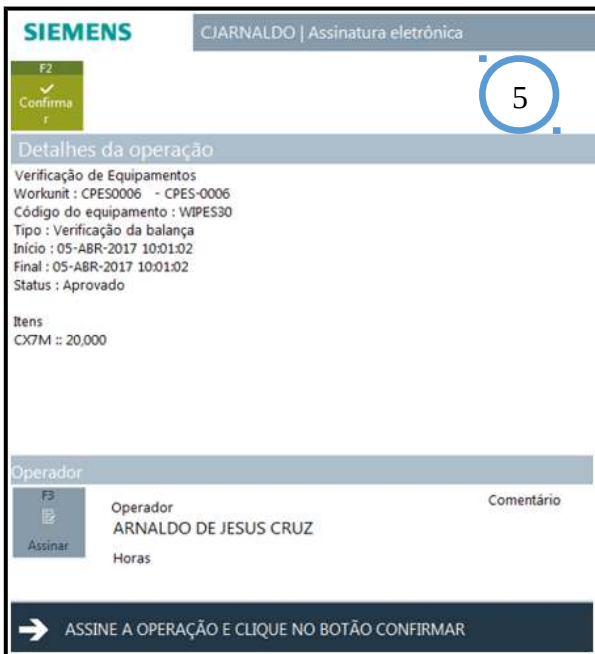 SIEMENS
CJARNALDO | Assinatura eletrônica
F2
Confirma
r
5
Detalhes da operação
Verificação de Equipamentos
Workunit : CPES0006 - CPES-0006
Código do equipamento : WIPES30
Tipo : Verificação da balança
Início : 05-ABR-2017 10:01:02
Final : 05-ABR-2017 10:01:02
Status : Aprovado
Itens
CX7M :: 20,000
Operador
F3
Assinar
Operador
ARNALDO DE JESUS CRUZ
Horas
Comentário
ASSINE A OPERAÇÃO E CLIQUE NO BOTÃO CONFIRMAR